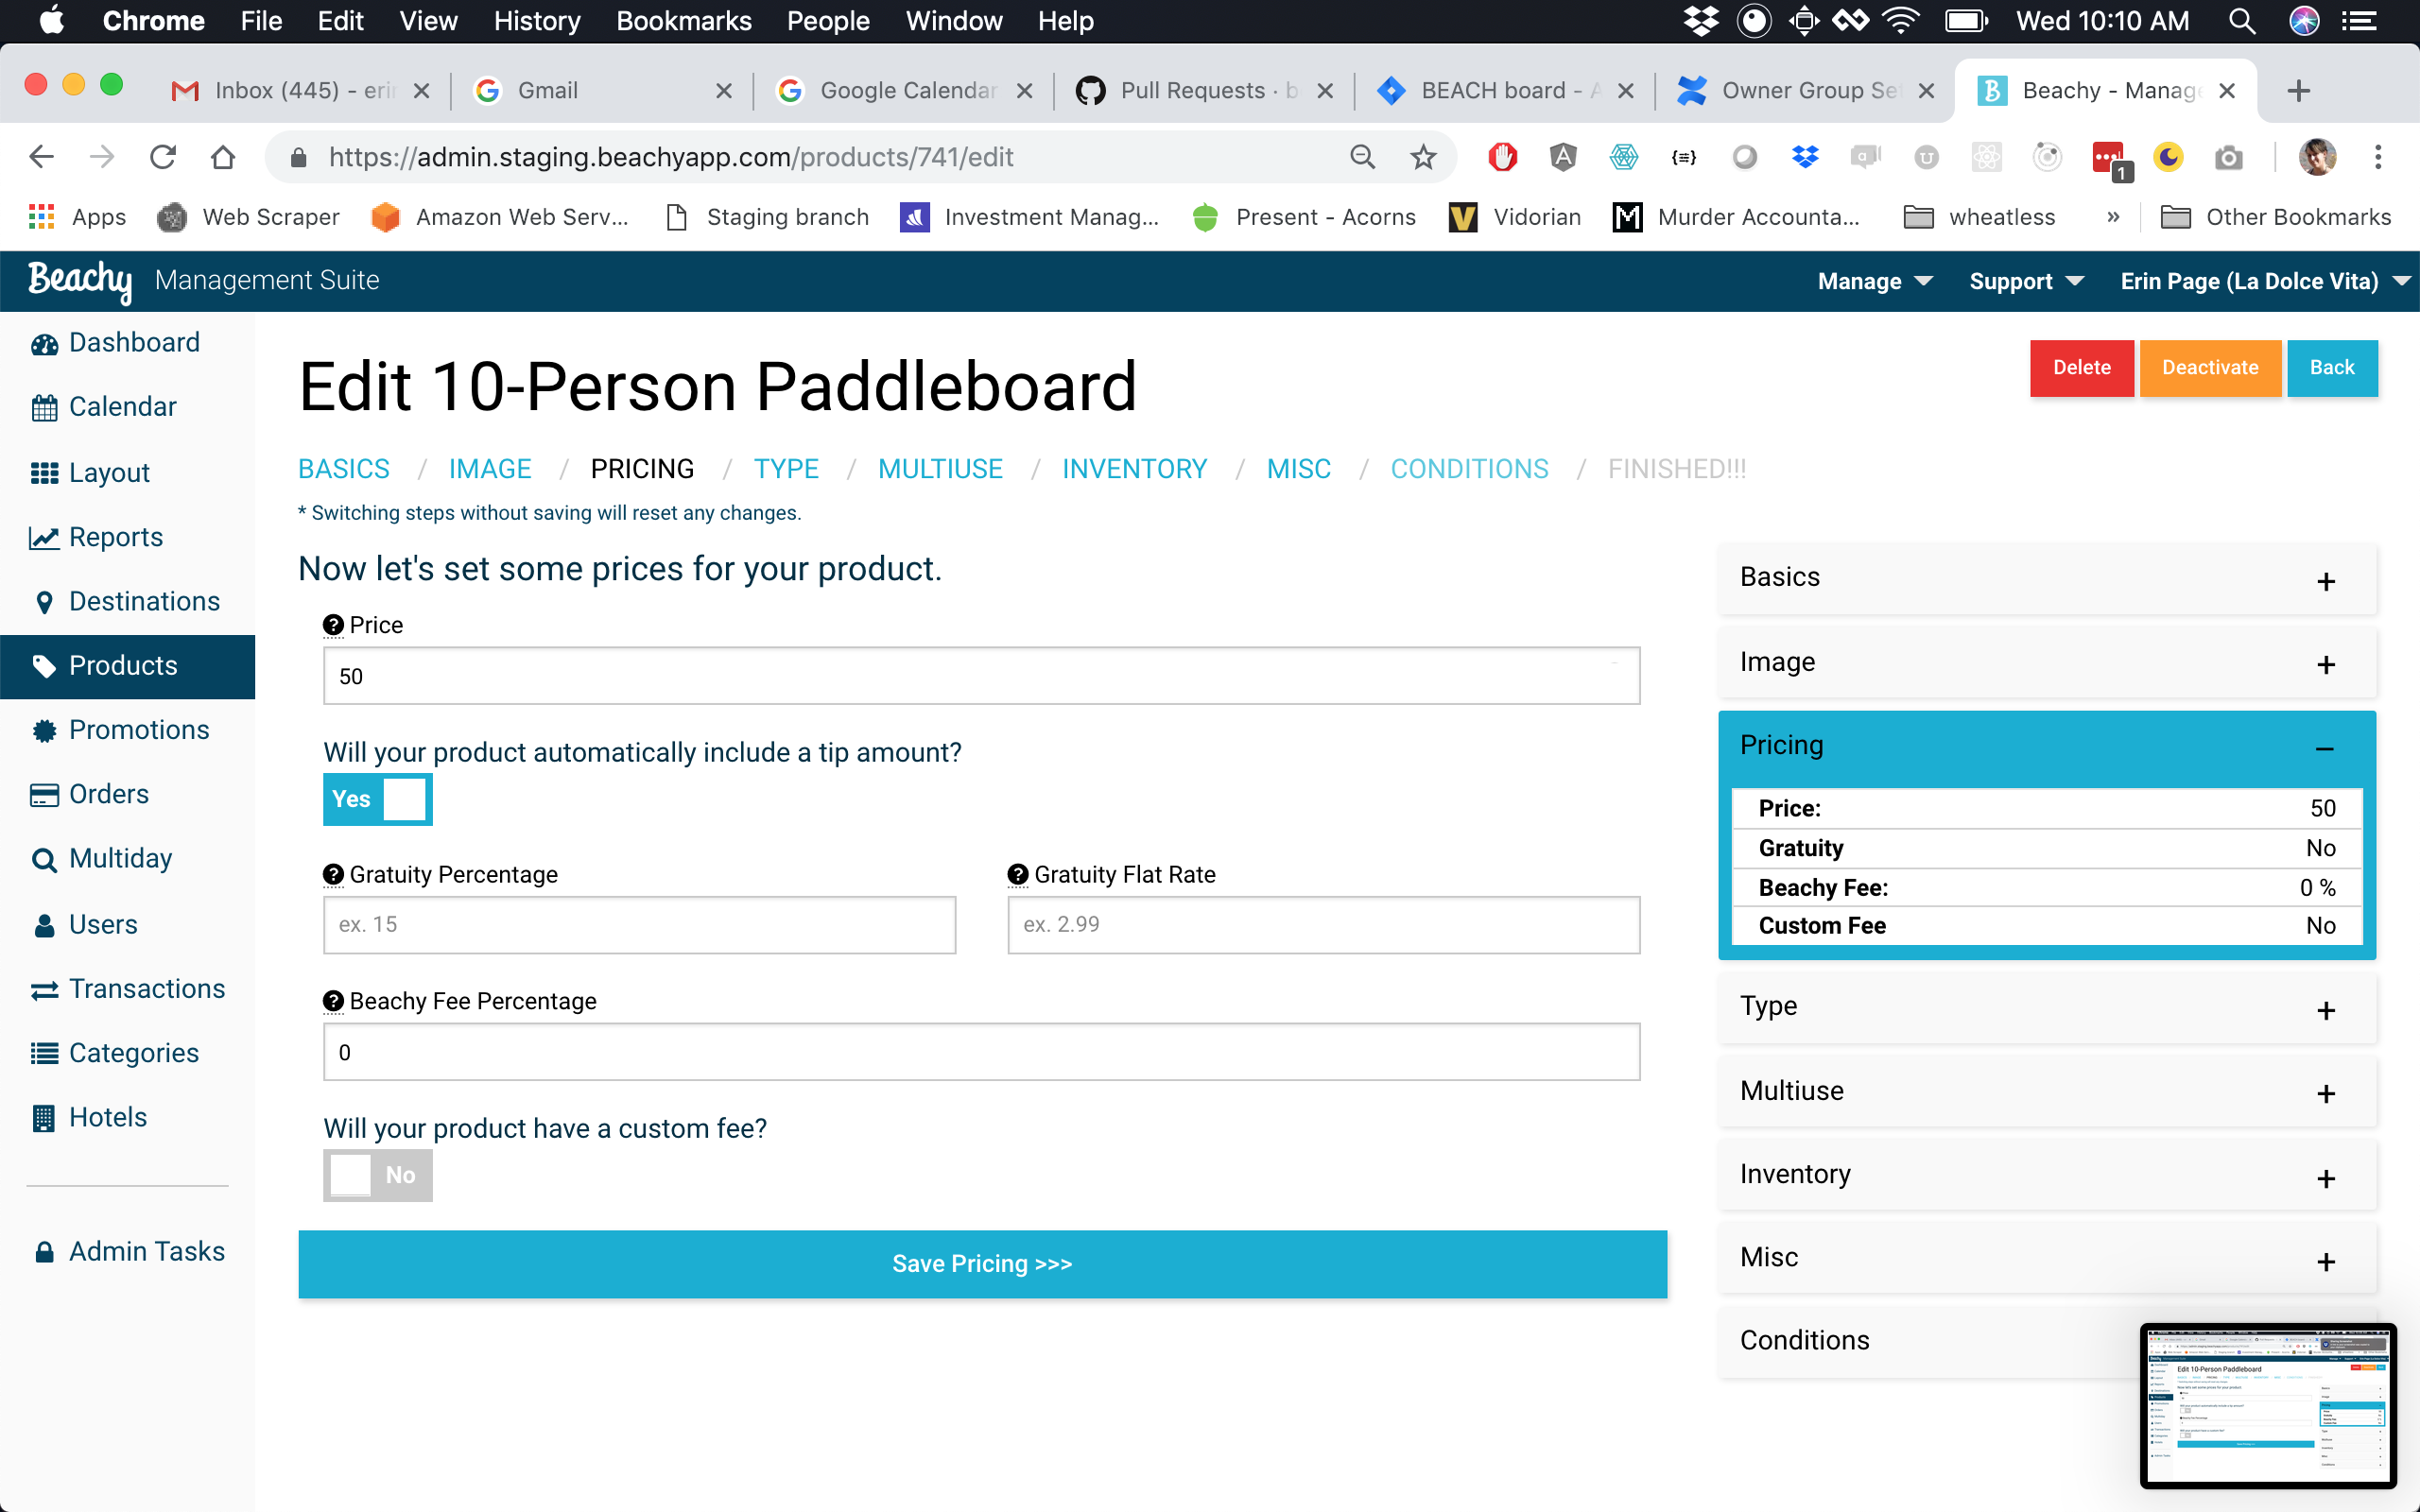 Chrome File Edit View History Bookmarks People Window Help Wed 10:10 AM
Inbox (445) - eri Gmail Google Calendar Pull Requests · b BEACH board - A Owner Group Se Beachy - Manage
https://admin.staging.beachyapp.com/products/741/edit
1
Apps Web Scraper Amazon Web Serv... Staging branch Investment Manag... Present - Acorns Vidorian Murder Accounta... wheatless » Other Bookmarks
Beachy Management Suite Manage Support Erin Page (La Dolce Vita)
Dashboard
Calendar
Layout
Reports
Destinations
Products
Promotions
Orders
Multiday
Users
Transactions
Categories
Hotels
Admin Tasks
Edit 10-Person Paddleboard
Delete Deactivate Back
BASICS / IMAGE / PRICING / TYPE / MULTIUSE / INVENTORY / MISC / CONDITIONS / FINISHED!!!
* Switching steps without saving will reset any changes.
Now let's set some prices for your product.
Price
50
Will your product automatically include a tip amount?
Yes
Gratuity Percentage Gratuity Flat Rate
ex. 15 ex. 2.99
Beachy Fee Percentage
0
Will your product have a custom fee?
No
Save Pricing >>>
Basics +
Image +
Pricing –
Price: 50
Gratuity No
Beachy Fee: 0 %
Custom Fee No
Type +
Multiuse +
Inventory +
Misc +
Conditions
Edit 10-Person Paddleboard